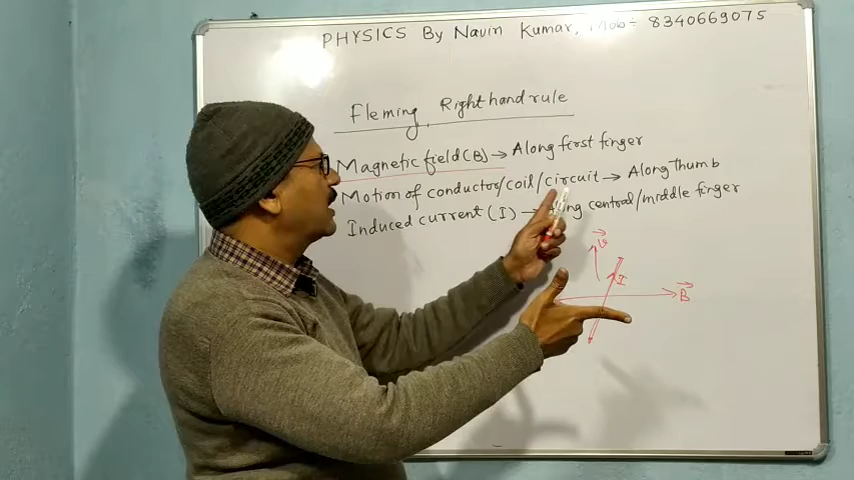 PHYSICS By Navin Kumar, Mob÷ 8340669075
Fleming Right hand rule
Magnetic field(B) → Along first finger
Motion of conductor/coil/circuit → Along Thumb
Induced current (I) → central/middle finger
v
I
B